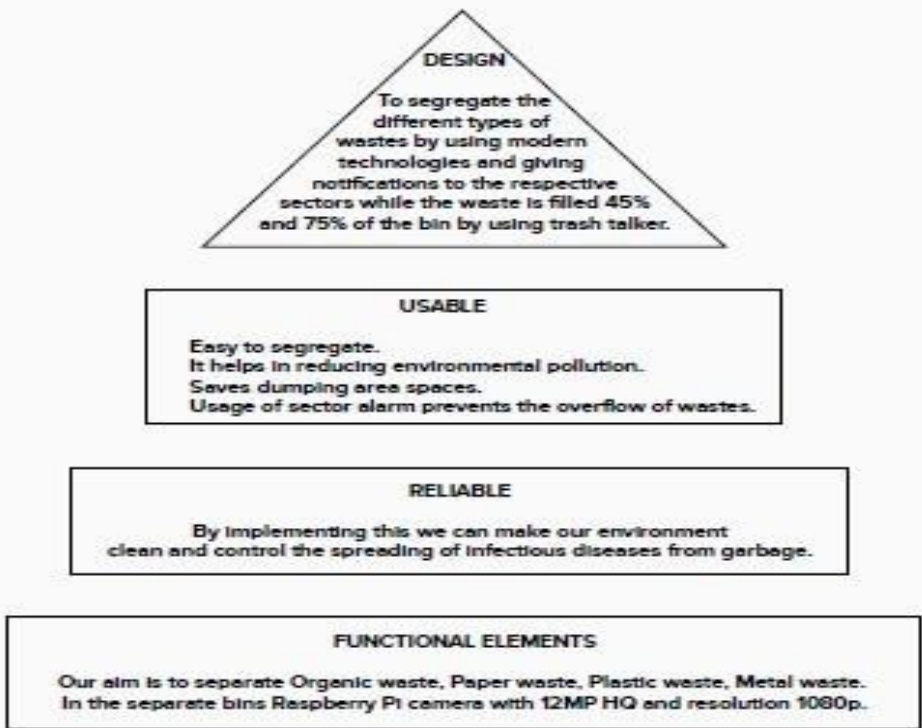 DESIGN
To segregate the
different types of
wastes by using modern
technologies and giving
notifications to the respective
sectors while the waste is filled 45%
and 75% of the bin by using trash talker.
USABLE
Easy to segregate.
It helps in reducing environmental pollution.
Saves dumping area spaces.
Usage of sector alarm prevents the overflow of wastes.
RELIABLE
By implementing this we can make our environment
clean and control the spreading of infectious diseases from garbage.
FUNCTIONAL ELEMENTS
Our aim is to separate Organic waste, Paper waste, Plastic waste, Metal waste.
In the separate bins Raspberry Pi camera with 12MP HQ and resolution 1080p.